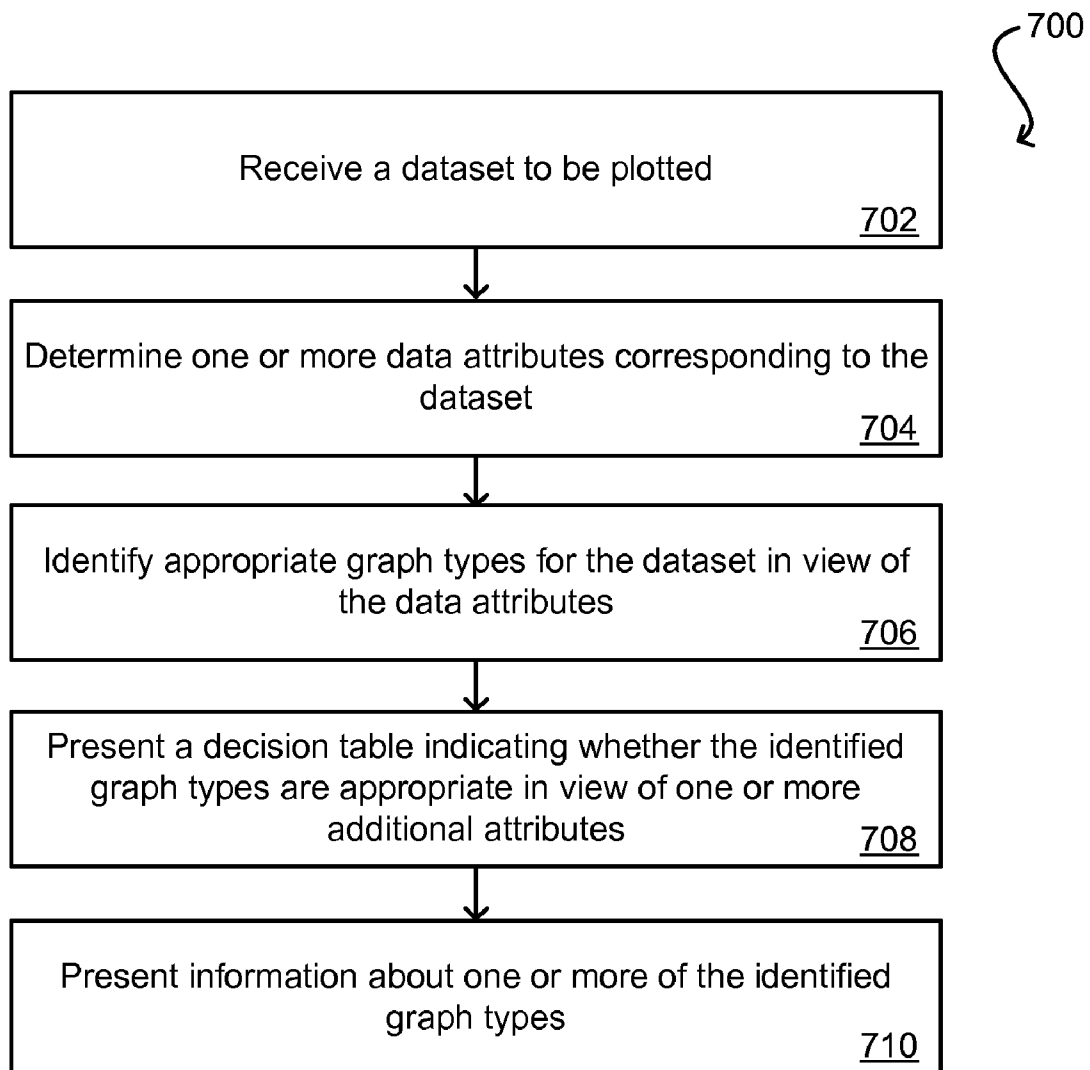 700
Receive a dataset to be plotted
702
Determine one or more data attributes corresponding to the
dataset
704
Identify appropriate graph types for the dataset in view of
the data attributes
706
Present a decision table indicating whether the identified
graph types are appropriate in view of one or more
additional attributes
708
Present information about one or more of the identified
graph types
710